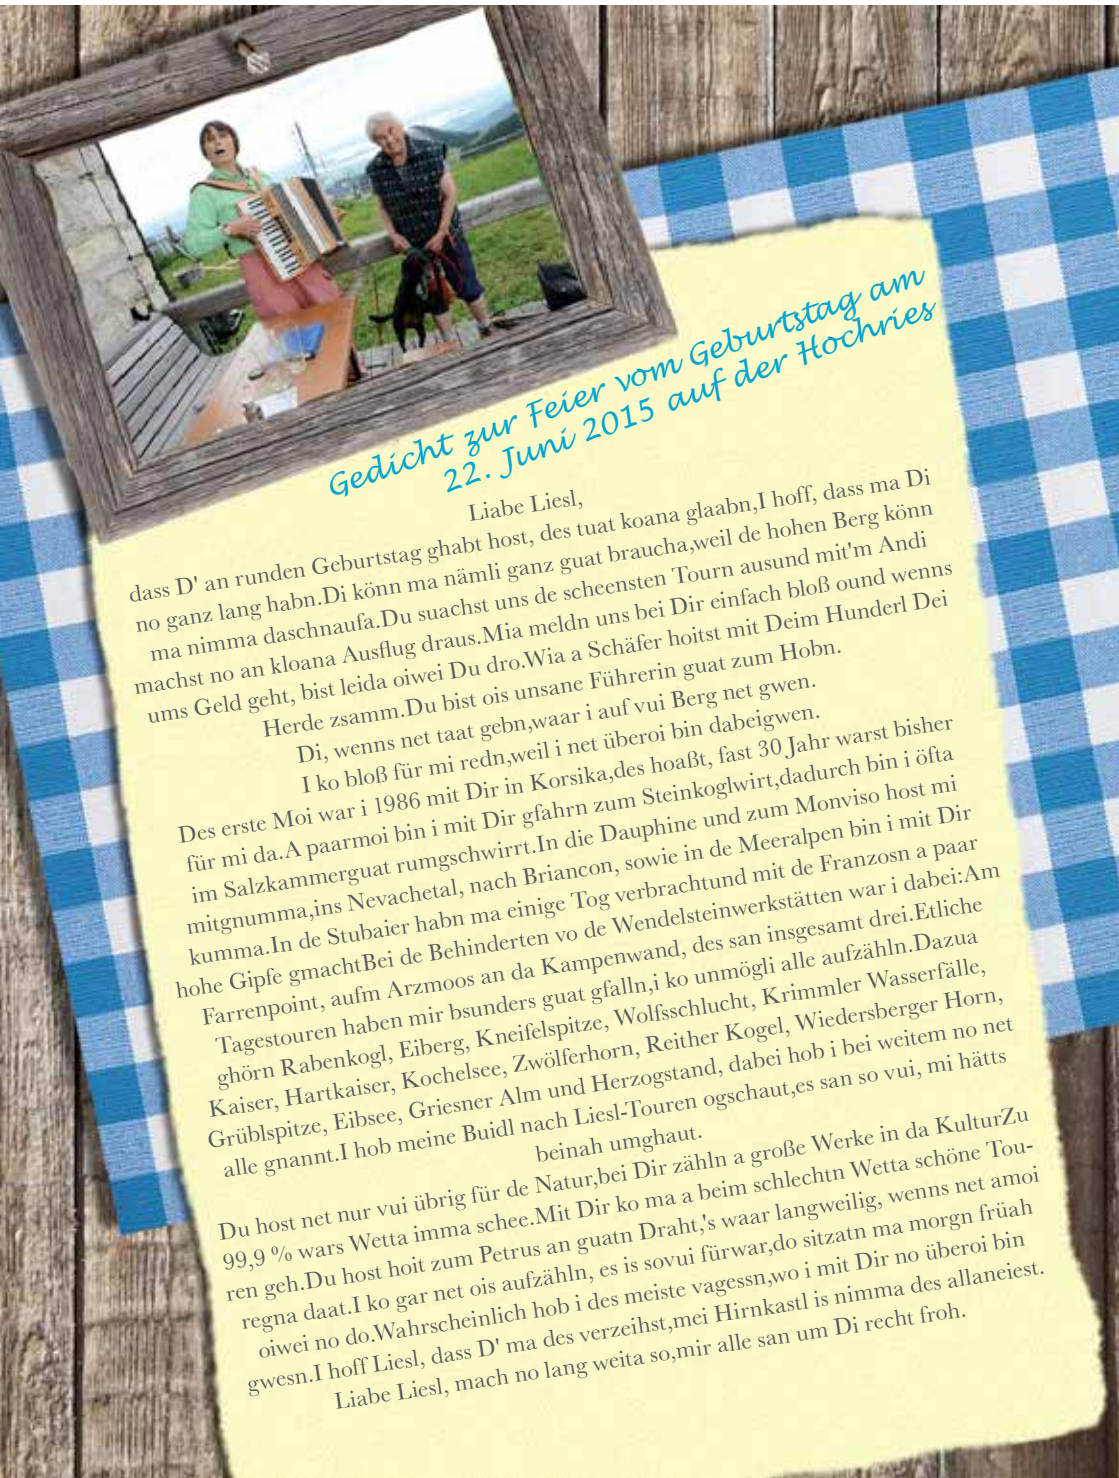 Gedicht zur Feier vom Geburtstag am
22. Juni 2015 auf der Hochries
Liabe Liesl,
dass D' an runden Geburtstag ghabt host, des tuat koana glaabn,I hoff, dass ma Di
no ganz lang habn.Di könn ma nämli ganz guat braucha,weil de hohen Berg könn
ma nimma daschnaufa.Du suachst uns de scheensten Tourn ausund mit'm Andi
machst no an kloana Ausflug draus.Mia meldn uns bei Dir einfach bloß ound wenns
ums Geld geht, bist leida oiwei Du dro.Wia a Schäfer hoitst mit Deim Hunderl Dei
Herde zsamm.Du bist ois unsane Führerin guat zum Hobn.
Di, wenns net taat gebn,waar i auf vui Berg net gwen.
I ko bloß für mi redn,weil i net überoi bin dabeigwen.
Des erste Moi war i 1986 mit Dir in Korsika,des hoaßt, fast 30 Jahr warst bisher
für mi da.A paarmoi bin i mit Dir gfahrn zum Steinkoglwirt,dadurch bin i öfta
im Salzkammerguat rumgschwirrt.In die Dauphine und zum Monviso host mi
mitgnumma,ins Nevachetal, nach Briancon, sowie in de Meeralpen bin i mit Dir
kumma.In de Stubaier habn ma einige Tog verbrachtund mit de Franzosn a paar
hohe Gipfe gmachtBei de Behinderten vo de Wendelsteinwerkstätten war i dabei:Am
Farrenpoint, aufm Arzmoos an da Kampenwand, des san insgesamt drei.Etliche
Tagestouren haben mir bsunders guat gfalln,i ko unmögli alle aufzähln.Dazua
ghörn Rabenkogl, Eiberg, Kneifelspitze, Wolfsschlucht, Krimmler Wasserfälle,
Kaiser, Hartkaiser, Kochelsee, Zwölferhorn, Reither Kogel, Wiedersberger Horn,
Grüblspitze, Eibsee, Griesner Alm und Herzogstand, dabei hob i bei weitem no net
alle gnannt.I hob meine Buidl nach Liesl-Touren ogschaut,es san so vui, mi hätts
beinah umghaut.
Du host net nur vui übrig für de Natur,bei Dir zähln a große Werke in da KulturZu
99,9 % wars Wetta imma schee.Mit Dir ko ma a beim schlechtn Wetta schöne Tou-
ren geh.Du host hoit zum Petrus an guatn Draht,'s waar langweilig, wenns net amoi
regna daat.I ko gar net ois aufzähln, es is sovui fürwar,do sitzatn ma morgn früah
oiwei no do.Wahrscheinlich hob i des meiste vagessn,wo i mit Dir no überoi bin
gwesn.I hoff Liesl, dass D' ma des verzeihst,mei Hirnkastl is nimma des allaneiest.
Liabe Liesl, mach no lang weita so,mir alle san um Di recht froh.